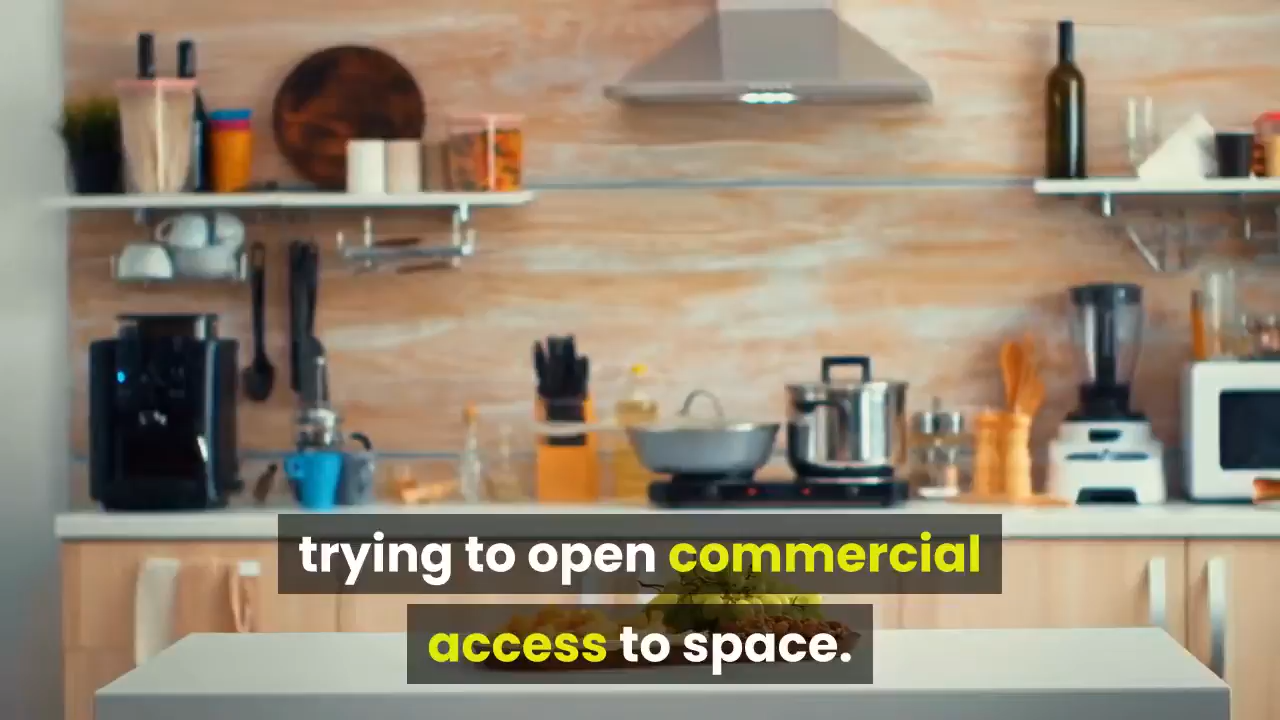 trying to open commercial
access to space.